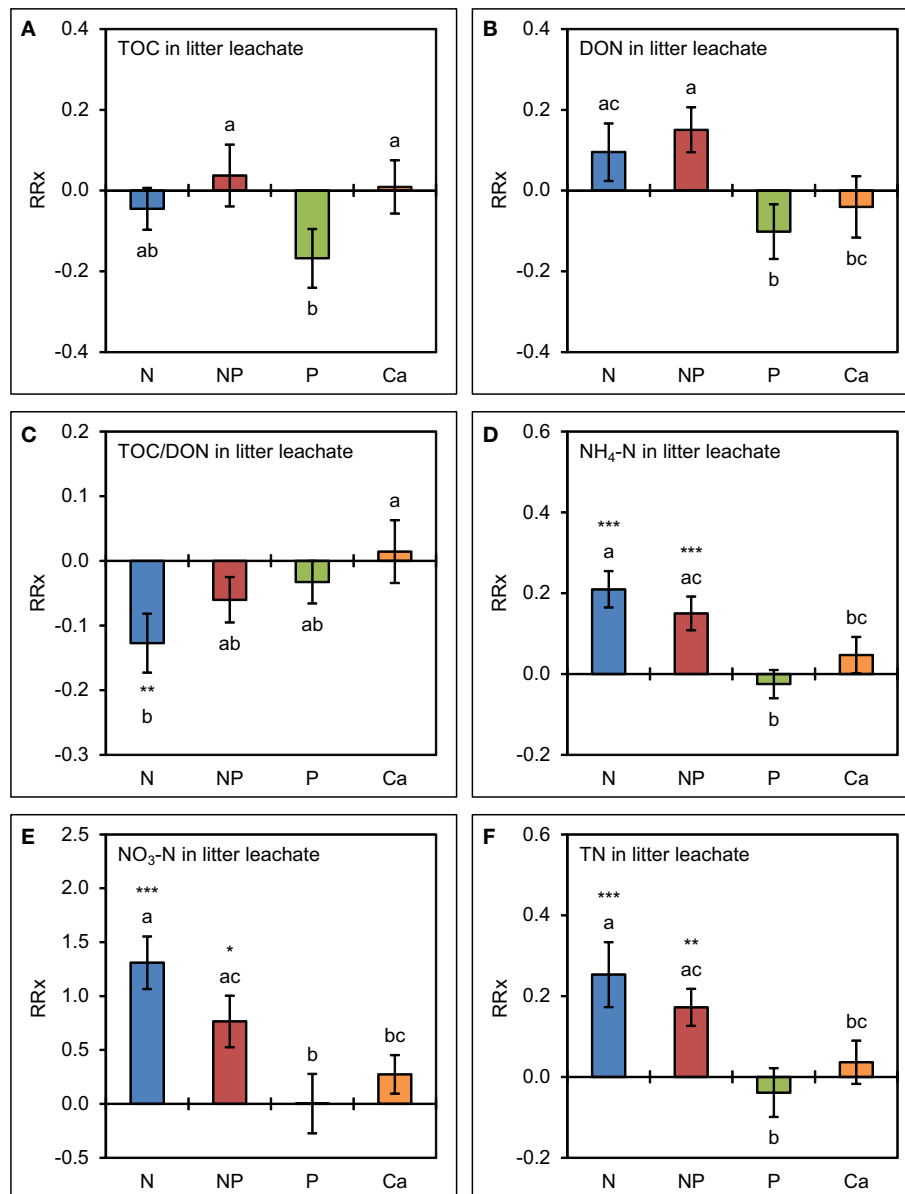 A
TOC in litter leachate
RRx
0.4
0.2
0.0
-0.2
-0.4
ab
a
b
a
N NP P Ca
B
DON in litter leachate
RRx
0.4
0.2
0.0
-0.2
-0.4
ac
a
b
bc
N NP P Ca
C
TOC/DON in litter leachate
RRx
0.2
0.1
0.0
-0.1
-0.2
-0.3
**
b
ab
ab
a
N NP P Ca
D
NH₄-N in litter leachate
RRx
0.6
0.4
0.2
0.0
-0.2
***
a
***
ac
b
bc
N NP P Ca
E
NO₃-N in litter leachate
RRx
2.5
2.0
1.5
1.0
0.5
0.0
-0.5
***
a
*
ac
b
bc
N NP P Ca
F
TN in litter leachate
RRx
0.6
0.4
0.2
0.0
-0.2
***
a
**
ac
b
bc
N NP P Ca